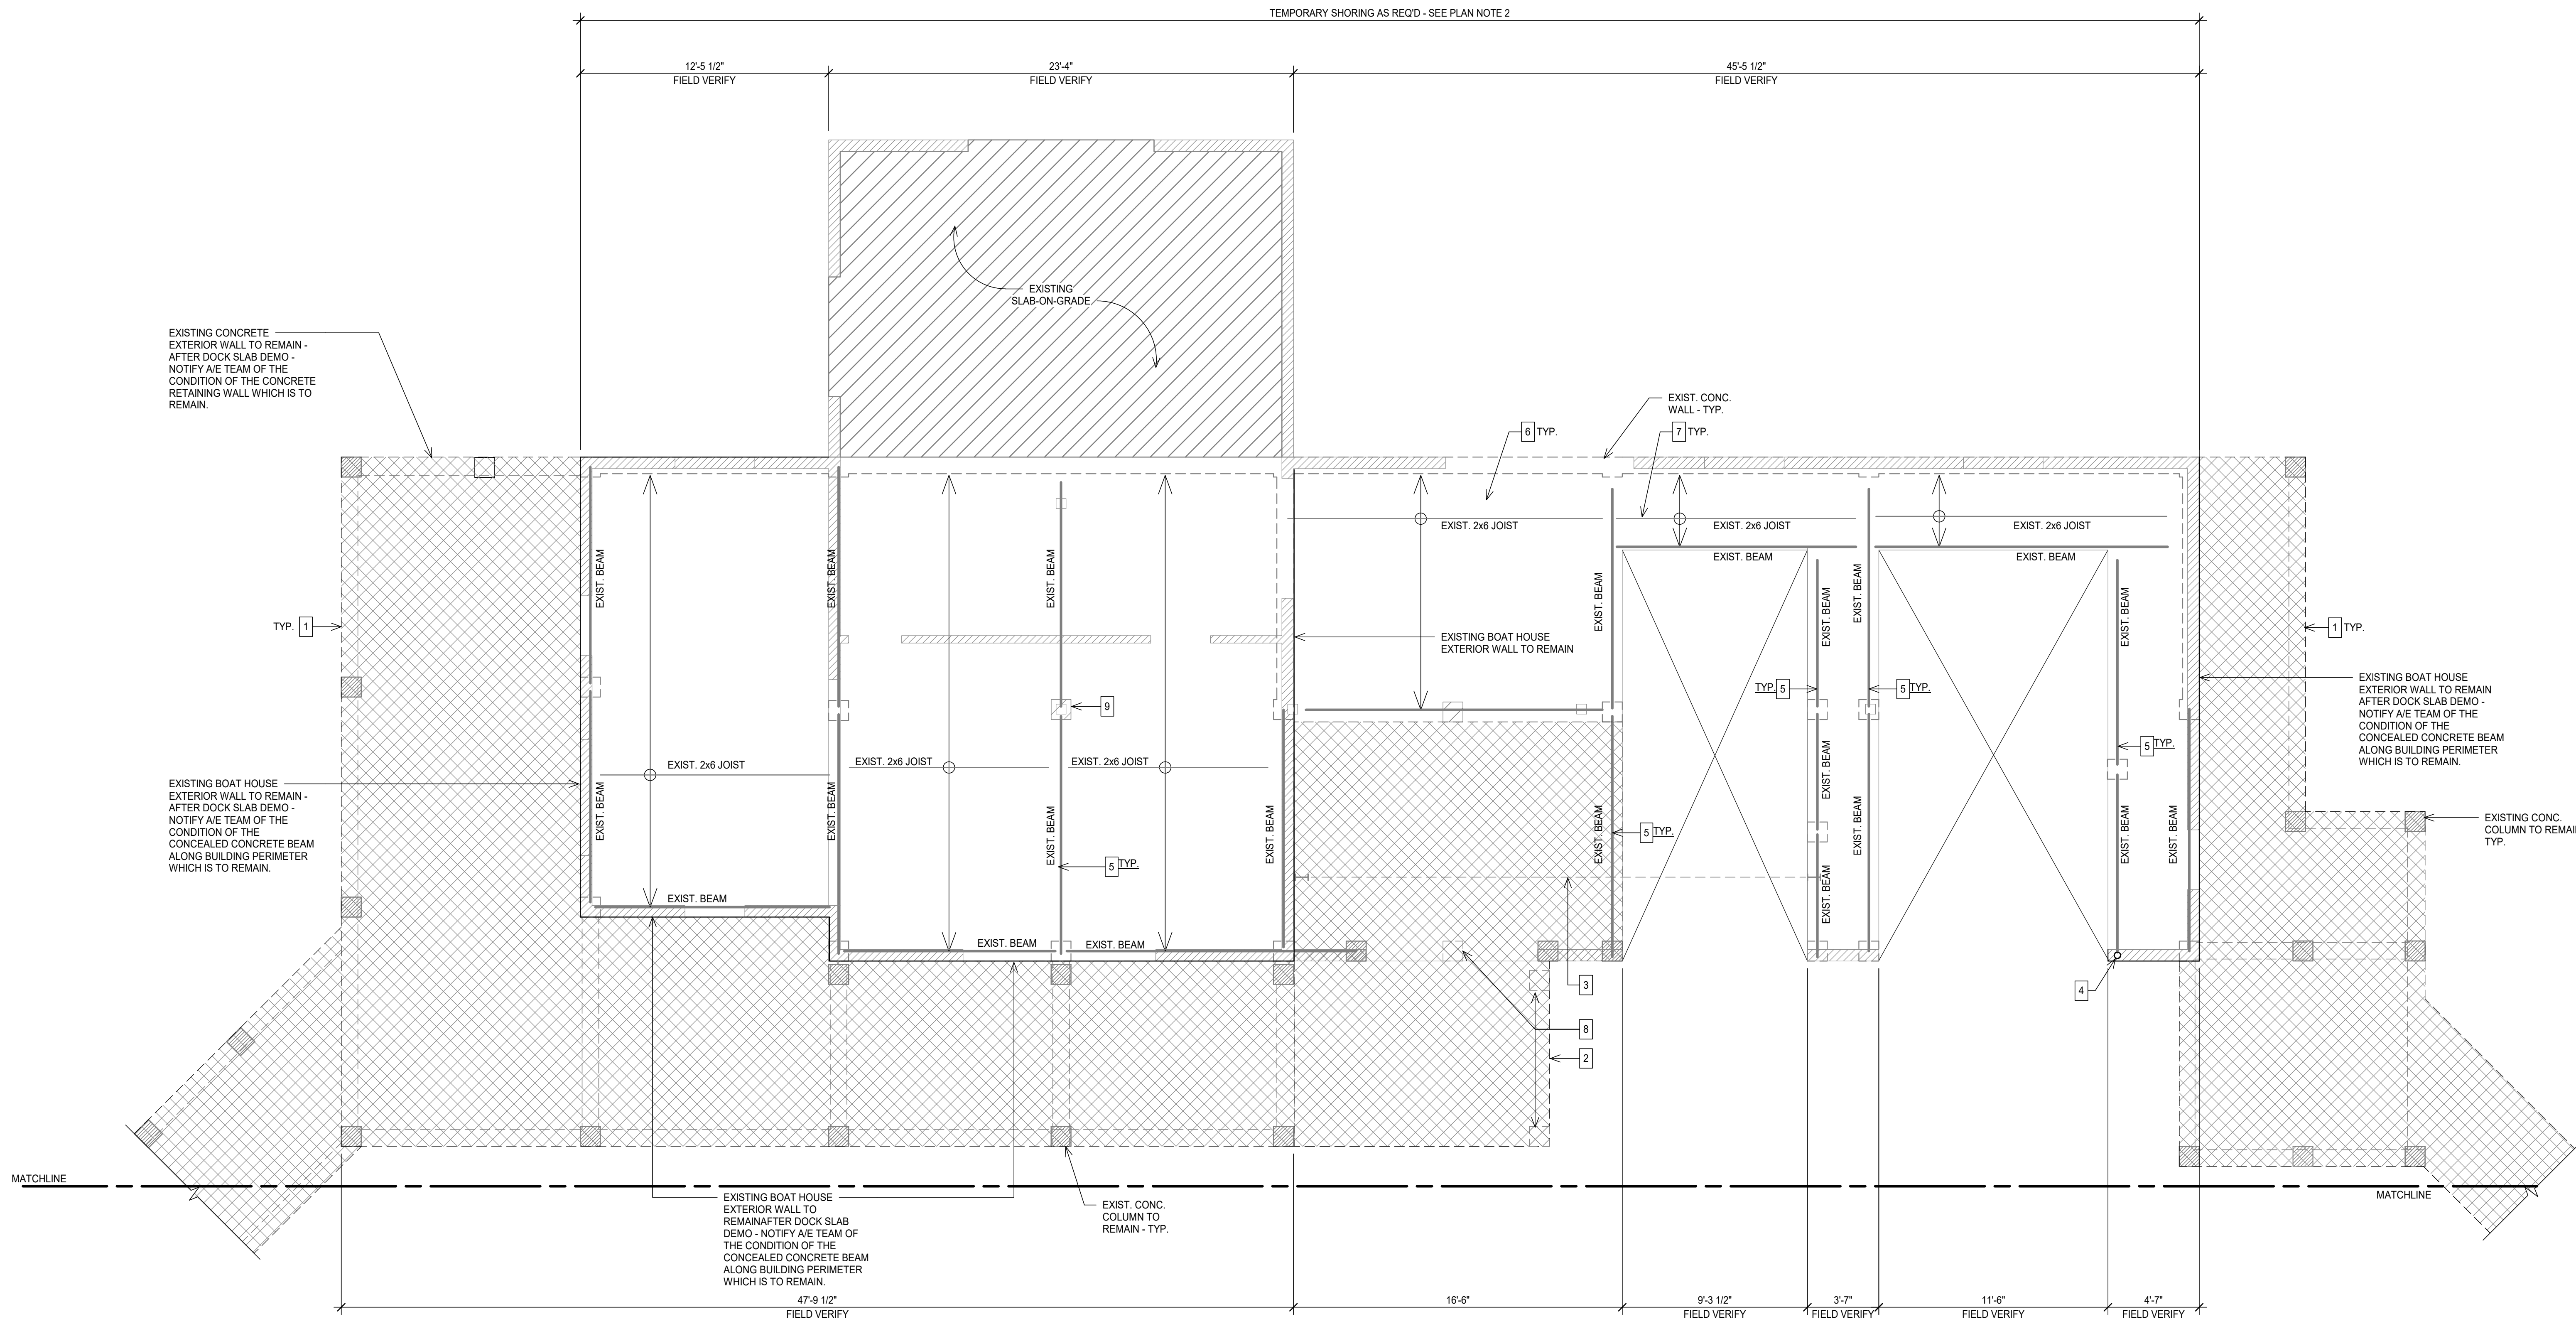 TEMPORARY SHORING AS REQ'D - SEE PLAN NOTE 2
12'-5 1/2"
FIELD VERIFY
23'-4"
FIELD VERIFY
45'-5 1/2"
FIELD VERIFY
EXISTING
SLAB-ON-GRADE
EXISTING CONCRETE
EXTERIOR WALL TO REMAIN -
AFTER DOCK SLAB DEMO -
NOTIFY A/E TEAM OF THE
CONDITION OF THE CONCRETE
RETAINING WALL WHICH IS TO
REMAIN.
EXIST. CONC.
WALL - TYP.
6 TYP.
7 TYP.
EXIST. 2x6 JOIST
EXIST. 2x6 JOIST
EXIST. 2x6 JOIST
EXIST. BEAM
EXIST. BEAM
EXIST. BEAM
EXIST. BEAM
EXIST. BEAM
EXIST. BEAM
EXIST. BEAM
EXIST. BEAM
EXIST. BEAM
TYP. 1
1 TYP.
EXISTING BOAT HOUSE
EXTERIOR WALL TO REMAIN
EXISTING BOAT HOUSE
EXTERIOR WALL TO REMAIN
AFTER DOCK SLAB DEMO -
NOTIFY A/E TEAM OF THE
CONDITION OF THE
CONCEALED CONCRETE BEAM
ALONG BUILDING PERIMETER
WHICH IS TO REMAIN.
TYP. 5
5 TYP.
9
5 TYP.
EXIST. 2x6 JOIST
EXIST. 2x6 JOIST
EXIST. 2x6 JOIST
EXISTING BOAT HOUSE
EXTERIOR WALL TO REMAIN -
AFTER DOCK SLAB DEMO -
NOTIFY A/E TEAM OF THE
CONDITION OF THE
CONCEALED CONCRETE BEAM
ALONG BUILDING PERIMETER
WHICH IS TO REMAIN.
EXIST. BEAM
EXIST. BEAM
EXIST. BEAM
EXIST. BEAM
EXIST. BEAM
EXIST. BEAM
EXIST. BEAM
EXIST. BEAM
EXIST. BEAM
EXIST. BEAM
5 TYP.
5 TYP.
EXISTING CONC.
COLUMN TO
TYP.
EXIST. BEAM
EXIST. BEAM
EXIST. BEAM
EXIST. BEAM
3
4
8
2
MATCHLINE
MATCHLINE
EXISTING BOAT HOUSE
EXTERIOR WALL TO
REMAINAFTER DOCK SLAB
DEMO - NOTIFY A/E TEAM OF
THE CONDITION OF THE
CONCEALED CONCRETE BEAM
ALONG BUILDING PERIMETER
WHICH IS TO REMAIN.
EXIST. CONC.
COLUMN TO
REMAIN - TYP.
47'-9 1/2"
FIELD VERIFY
16'-6"
9'-3 1/2"
FIELD VERIFY
3'-7"
FIELD VERIFY
11'-6"
FIELD VERIFY
4'-7"
FIELD VERIFY